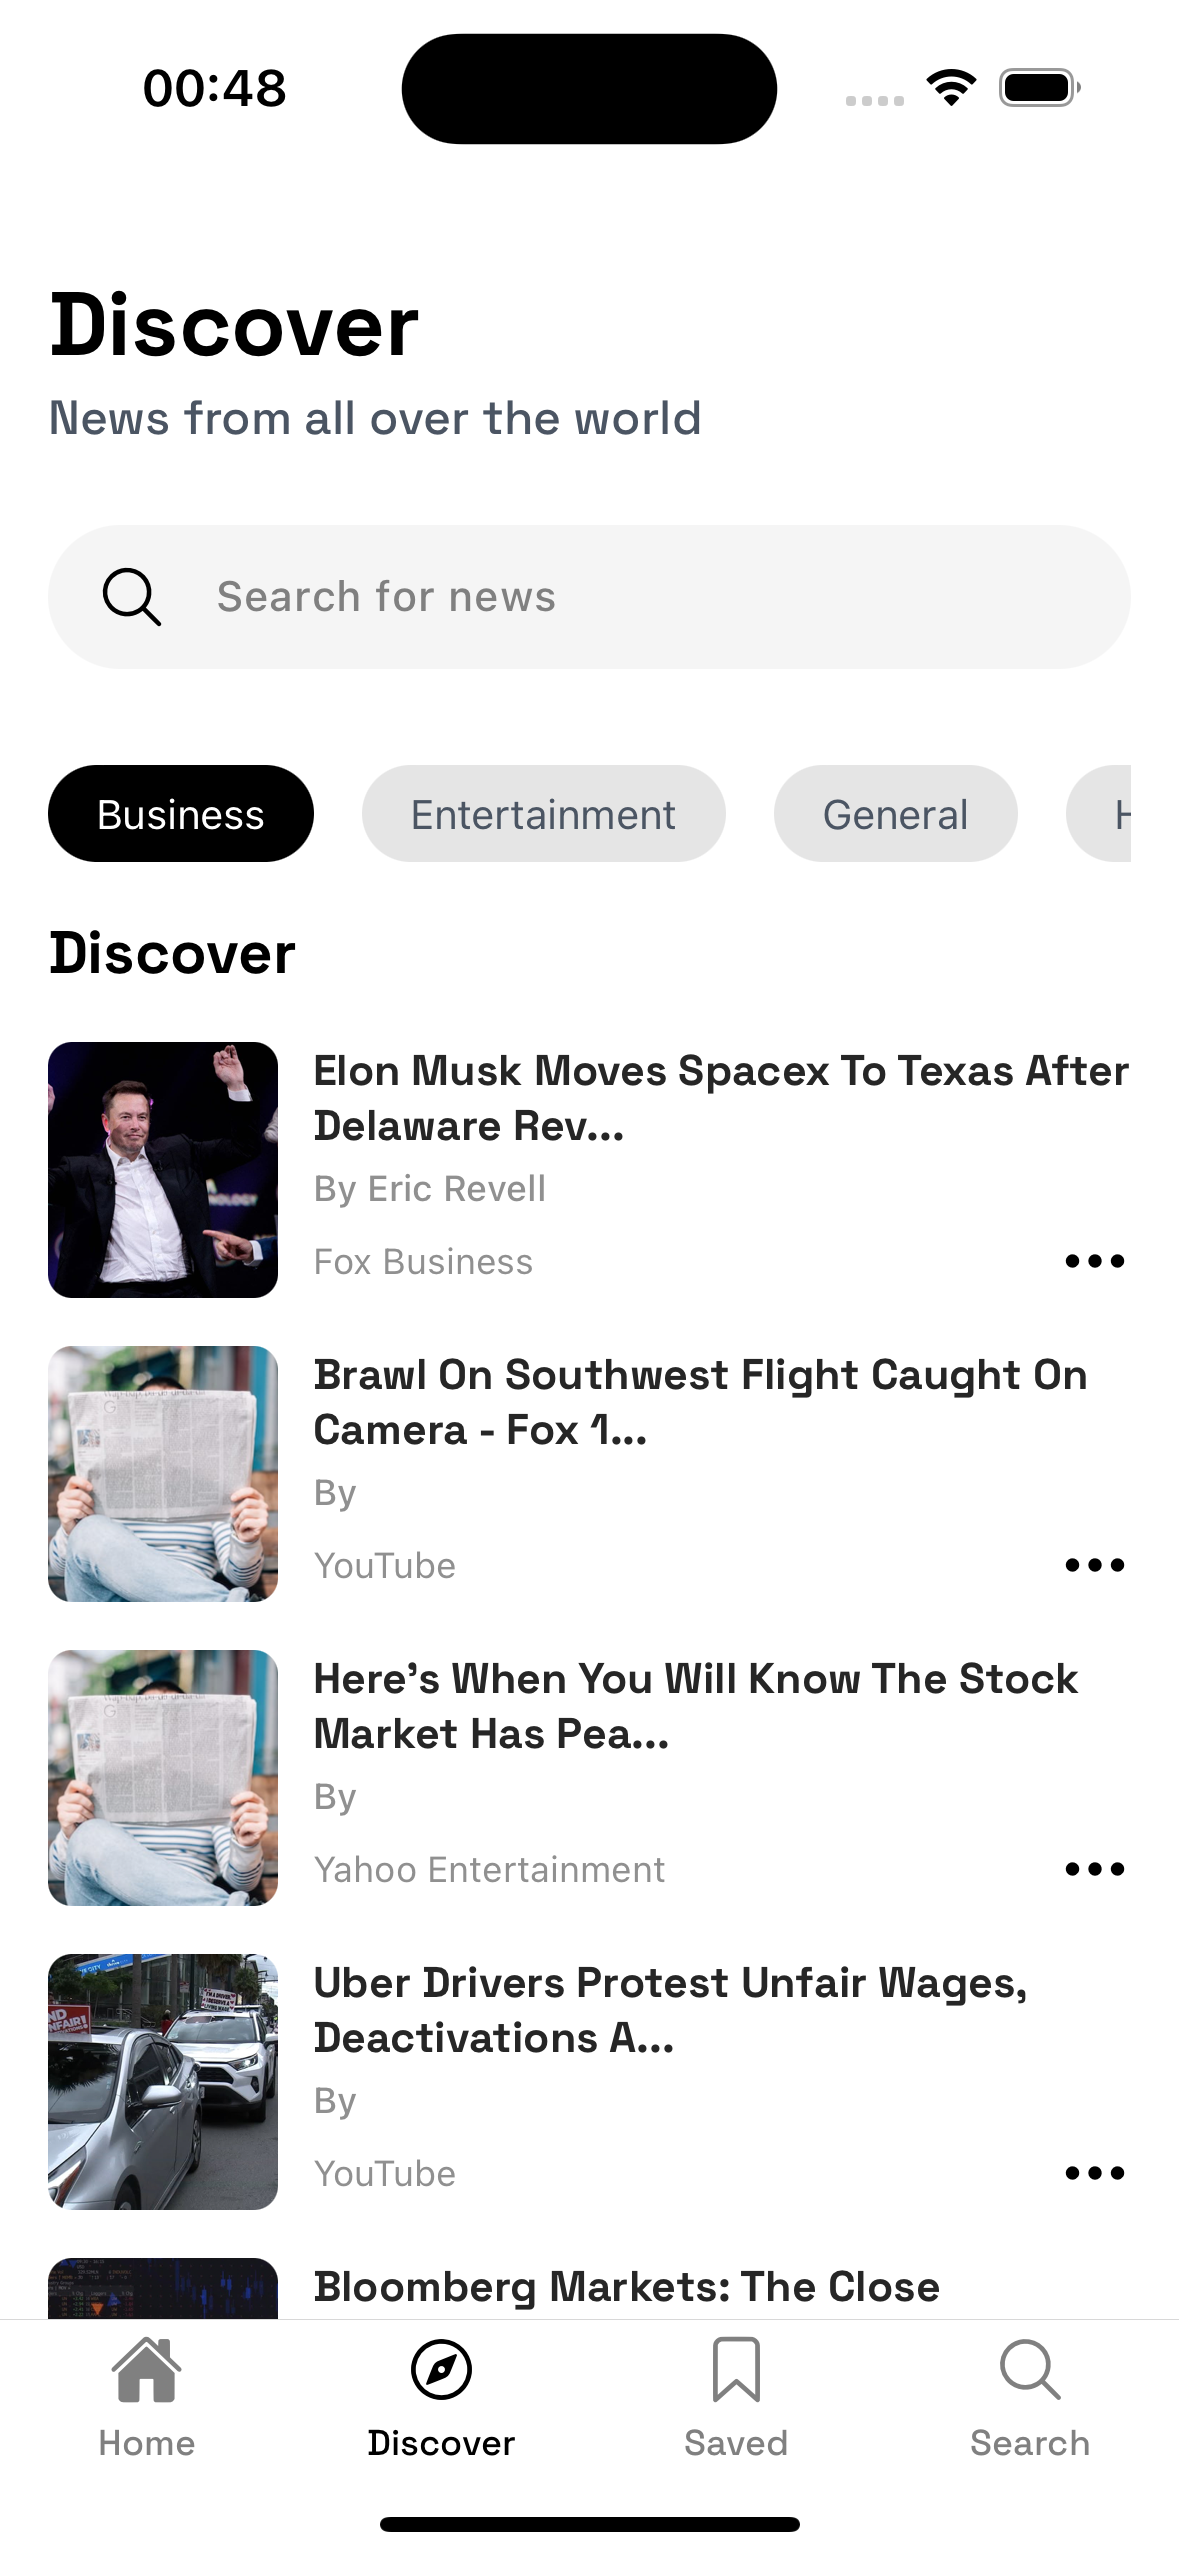 00:48
Discover
News from all over the world
Search for news
Business
Entertainment
General
H
Discover
Elon Musk Moves Spacex To Texas After
Delaware Rev...
By Eric Revell
Fox Business
Brawl On Southwest Flight Caught On
Camera - Fox 1...
By
YouTube
Here's When You Will Know The Stock
Market Has Pea...
By
Yahoo Entertainment
Uber Drivers Protest Unfair Wages,
Deactivations A...
By
YouTube
Bloomberg Markets: The Close
Home
Discover
Saved
Search